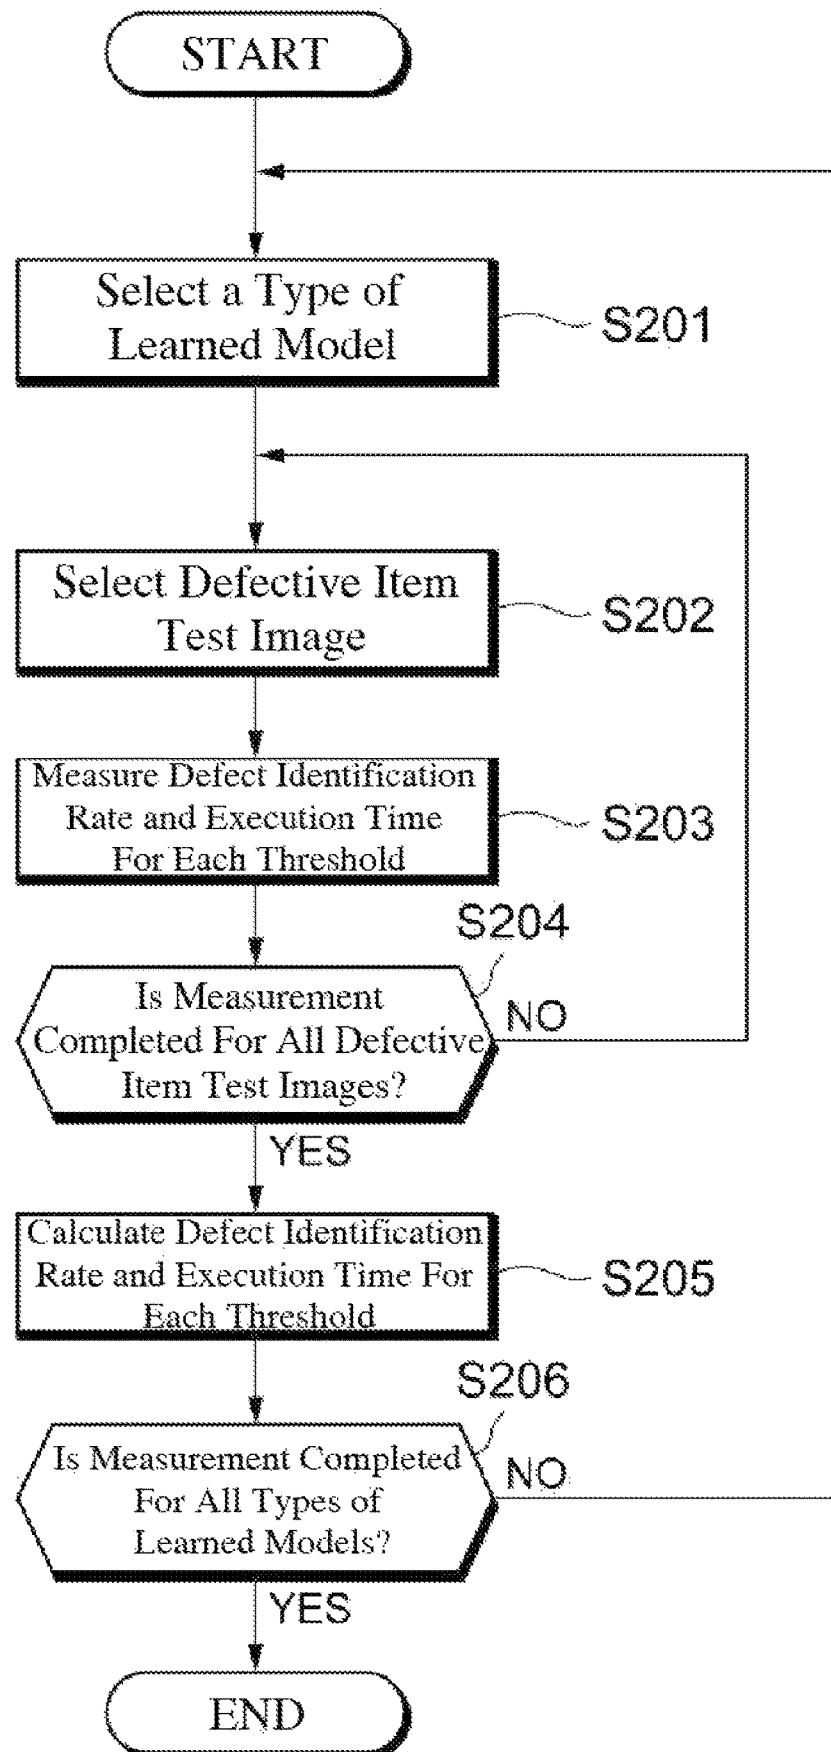 START
Select a Type of
Learned Model
S201
Select Defective Item
Test Image
S202
Measure Defect Identification
Rate and Execution Time
For Each Threshold
S203
S204
Is Measurement
Completed For All Defective
Item Test Images?
NO
YES
Calculate Defect Identification
Rate and Execution Time For
Each Threshold
S205
S206
Is Measurement Completed
For All Types of
Learned Models?
NO
YES
END